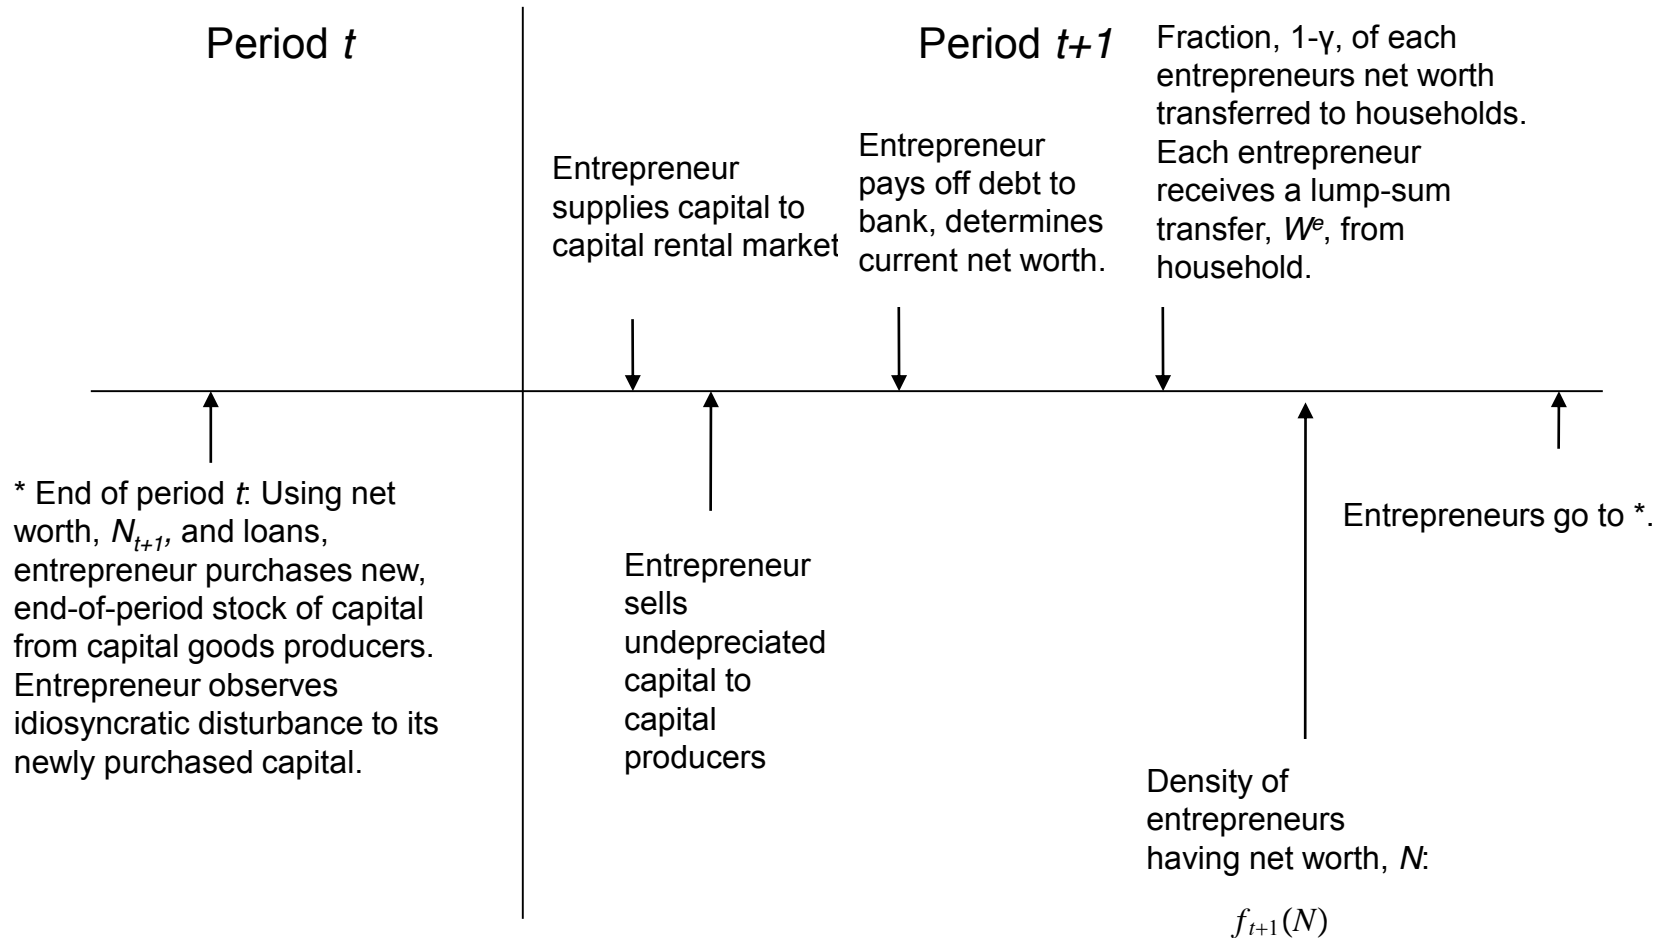 Period t
Period t+1
Fraction, 1-γ, of each
entrepreneurs net worth
transferred to households.
Each entrepreneur
receives a lump-sum
transfer, Wᵉ, from
household.
Entrepreneur
supplies capital to
capital rental market
Entrepreneur
pays off debt to
bank, determines
current net worth.
* End of period t: Using net
worth, N_{t+1}, and loans,
entrepreneur purchases new,
end-of-period stock of capital
from capital goods producers.
Entrepreneur observes
idiosyncratic disturbance to its
newly purchased capital.
Entrepreneur
sells
undepreciated
capital to
capital
producers
Entrepreneurs go to *.
Density of
entrepreneurs
having net worth, N:
f_{t+1}(N)